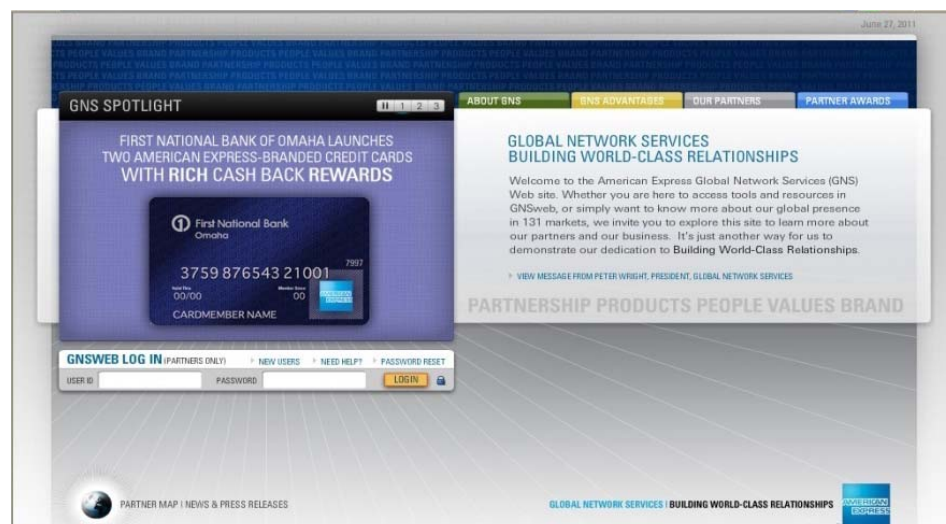 June 27, 2011
GNS SPOTLIGHT
1 2 3
ABOUT GNS
GNS ADVANTAGES
OUR PARTNERS
PARTNER AWARDS
FIRST NATIONAL BANK OF OMAHA LAUNCHES
TWO AMERICAN EXPRESS-BRANDED CREDIT CARDS
WITH RICH CASH BACK REWARDS
First National Bank
Omaha
7997
3759 876543 21001
Valid Thru
Member Since
00/00
00
AMERICAN EXPRESS
CARDMEMBER NAME
GLOBAL NETWORK SERVICES
BUILDING WORLD-CLASS RELATIONSHIPS
Welcome to the American Express Global Network Services (GNS)
Web site. Whether you are here to access tools and resources in
GNSweb, or simply want to know more about our global presence
in 131 markets, we invite you to explore this site to learn more about
our partners and our business. It's just another way for us to
demonstrate our dedication to Building World-Class Relationships.
VIEW MESSAGE FROM PETER WRIGHT, PRESIDENT, GLOBAL NETWORK SERVICES
PARTNERSHIP PRODUCTS PEOPLE VALUES BRAND
GNSWEB LOG IN (PARTNERS ONLY) NEW USERS NEED HELP? PASSWORD RESET
USER ID PASSWORD LOGIN
PARTNER MAP | NEWS & PRESS RELEASES
GLOBAL NETWORK SERVICES | BUILDING WORLD-CLASS RELATIONSHIPS
AMERICAN
EXPRESS